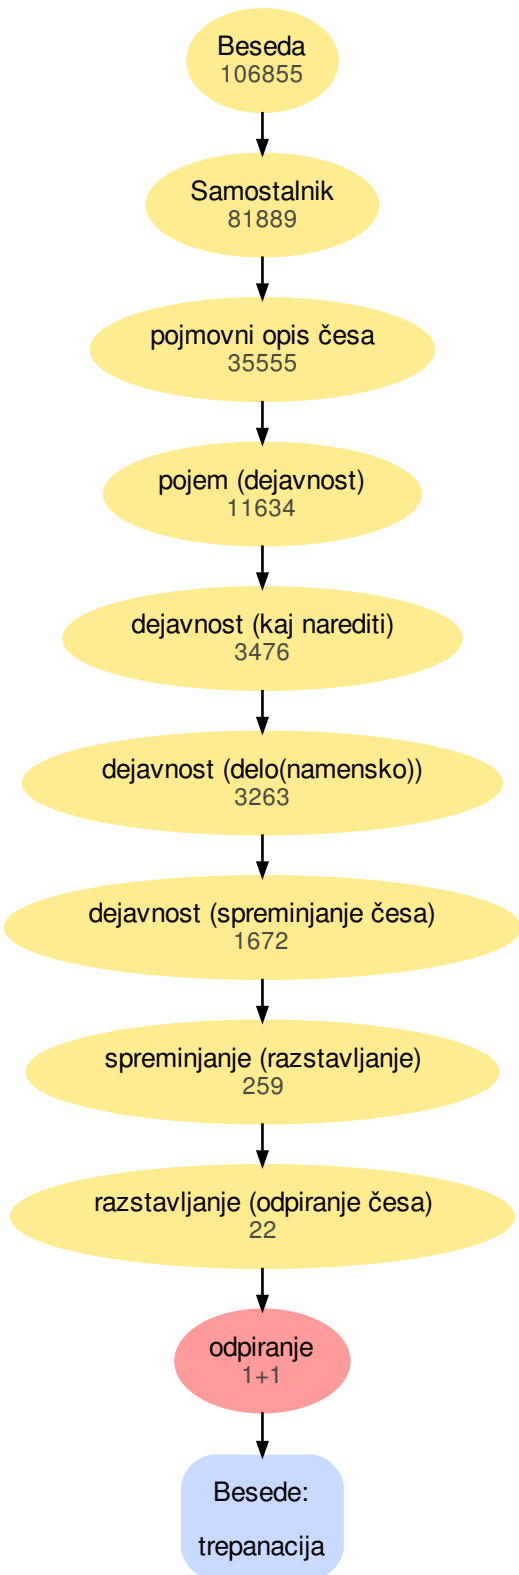 Beseda
106855
Samostalnik
81889
pojmovni opis česa
35555
pojem (dejavnost)
11634
dejavnost (kaj narediti)
3476
dejavnost (delo(namensko))
3263
dejavnost (spreminjanje česa)
1672
spreminjanje (razstavljanje)
259
razstavljanje (odpiranje česa)
22
odpiranje
1+1
Besede:
trepanacija